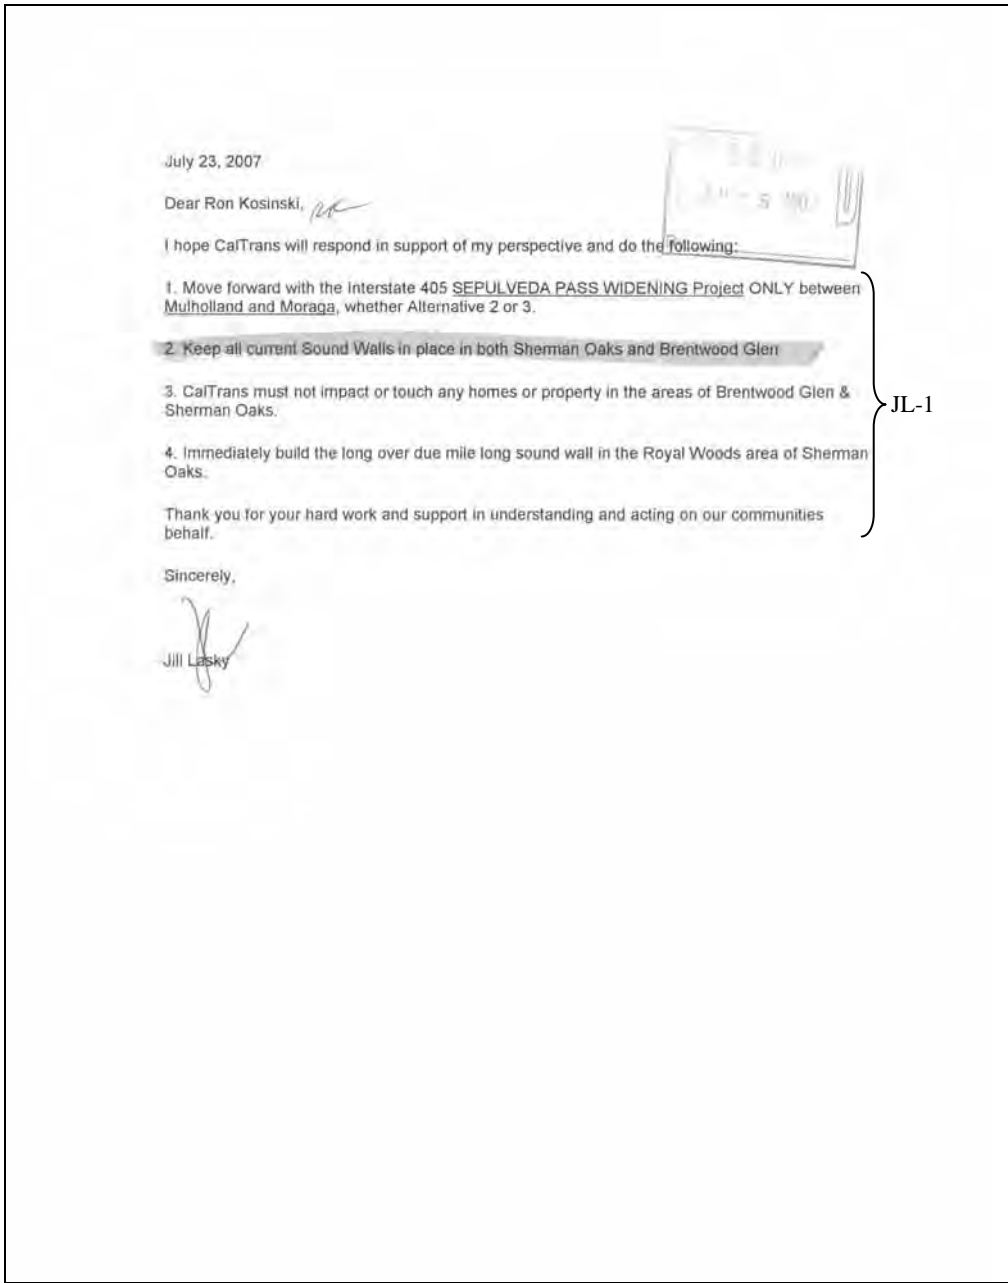 July 23, 2007
Dear Ron Kosinski,
I hope CalTrans will respond in support of my perspective and do the following:
1. Move forward with the Interstate 405 SEPULVEDA PASS WIDENING Project ONLY between
Mulholland and Moraga, whether Alternative 2 or 3.
2. Keep all current Sound Walls in place in both Sherman Oaks and Brentwood Glen
3. CalTrans must not impact or touch any homes or property in the areas of Brentwood Glen &
Sherman Oaks.
4. Immediately build the long over due mile long sound wall in the Royal Woods area of Sherman
Oaks.
JL-1
Thank you for your hard work and support in understanding and acting on our communities
behalf.
Sincerely,
Jill Lasky